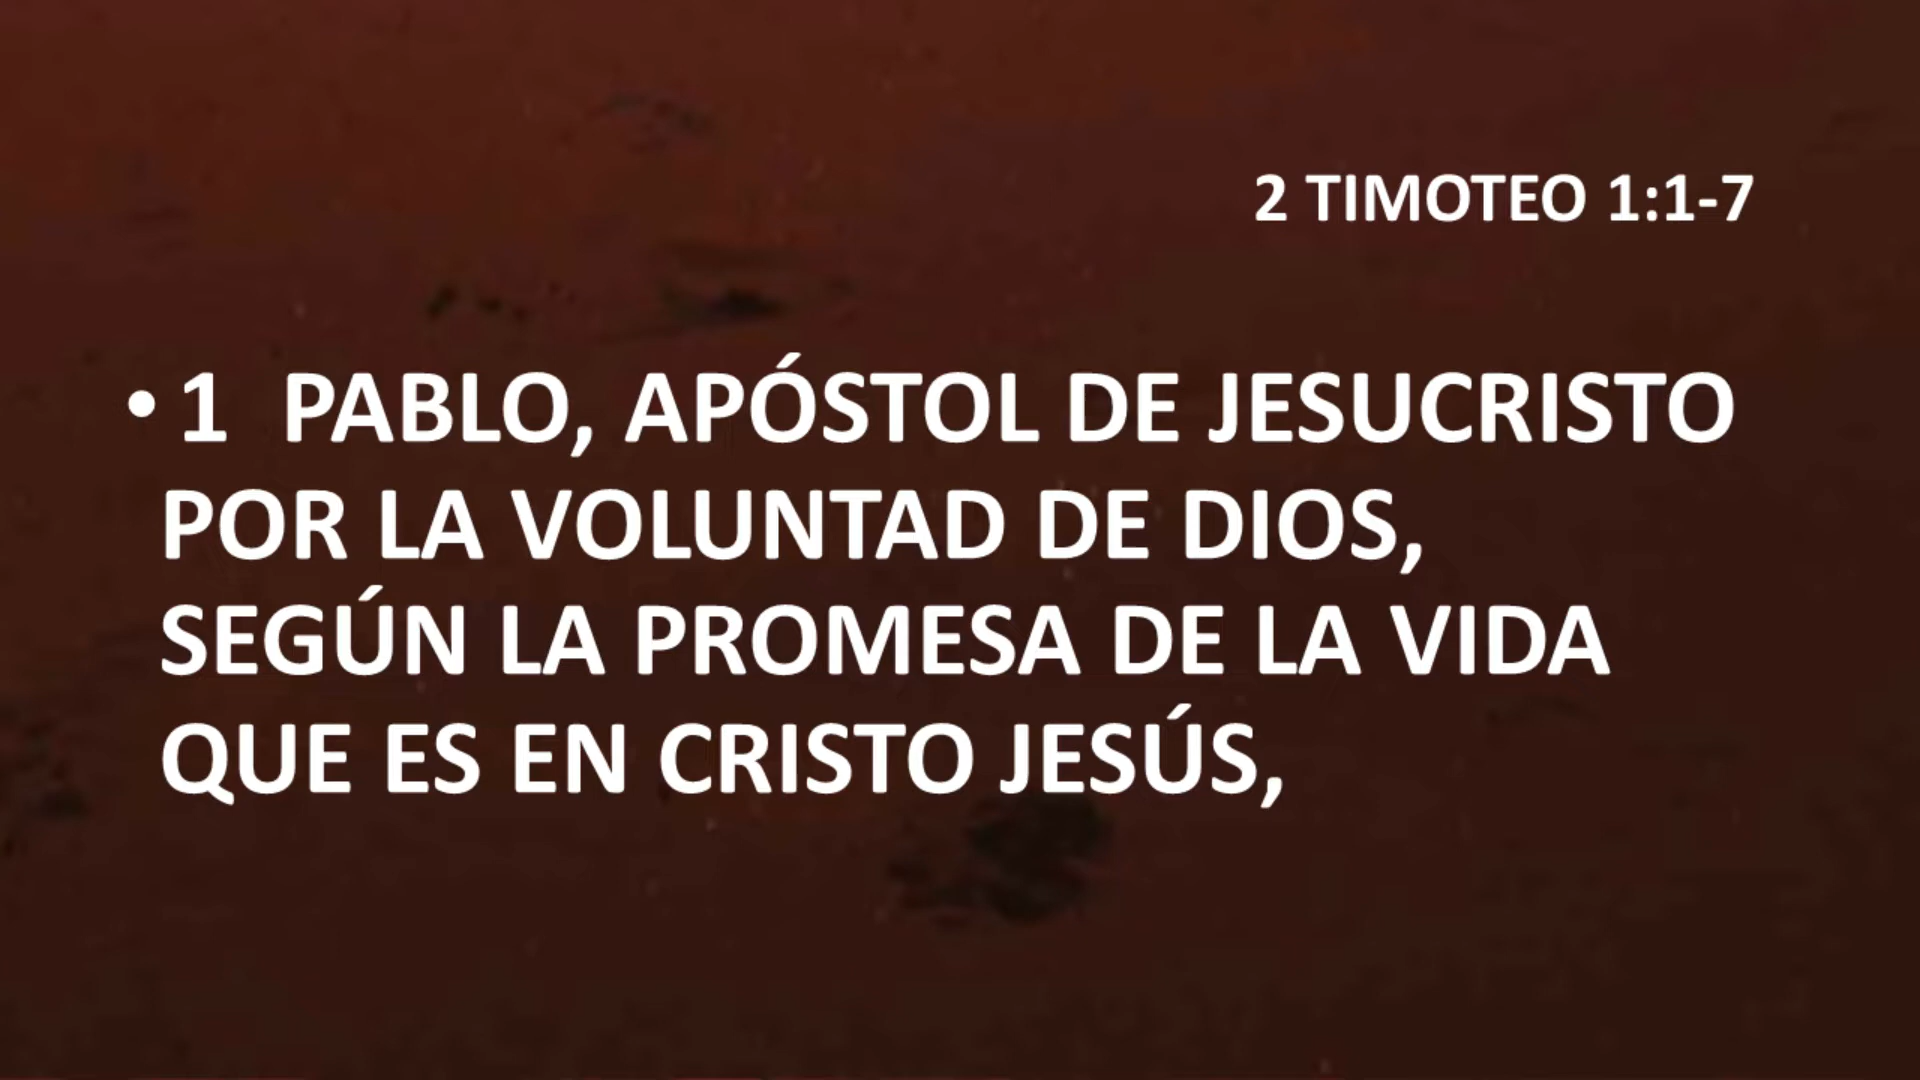 2 TIMOTEO 1:1-7
• 1 PABLO, APÓSTOL DE JESUCRISTO
POR LA VOLUNTAD DE DIOS,
SEGÚN LA PROMESA DE LA VIDA
QUE ES EN CRISTO JESÚS,